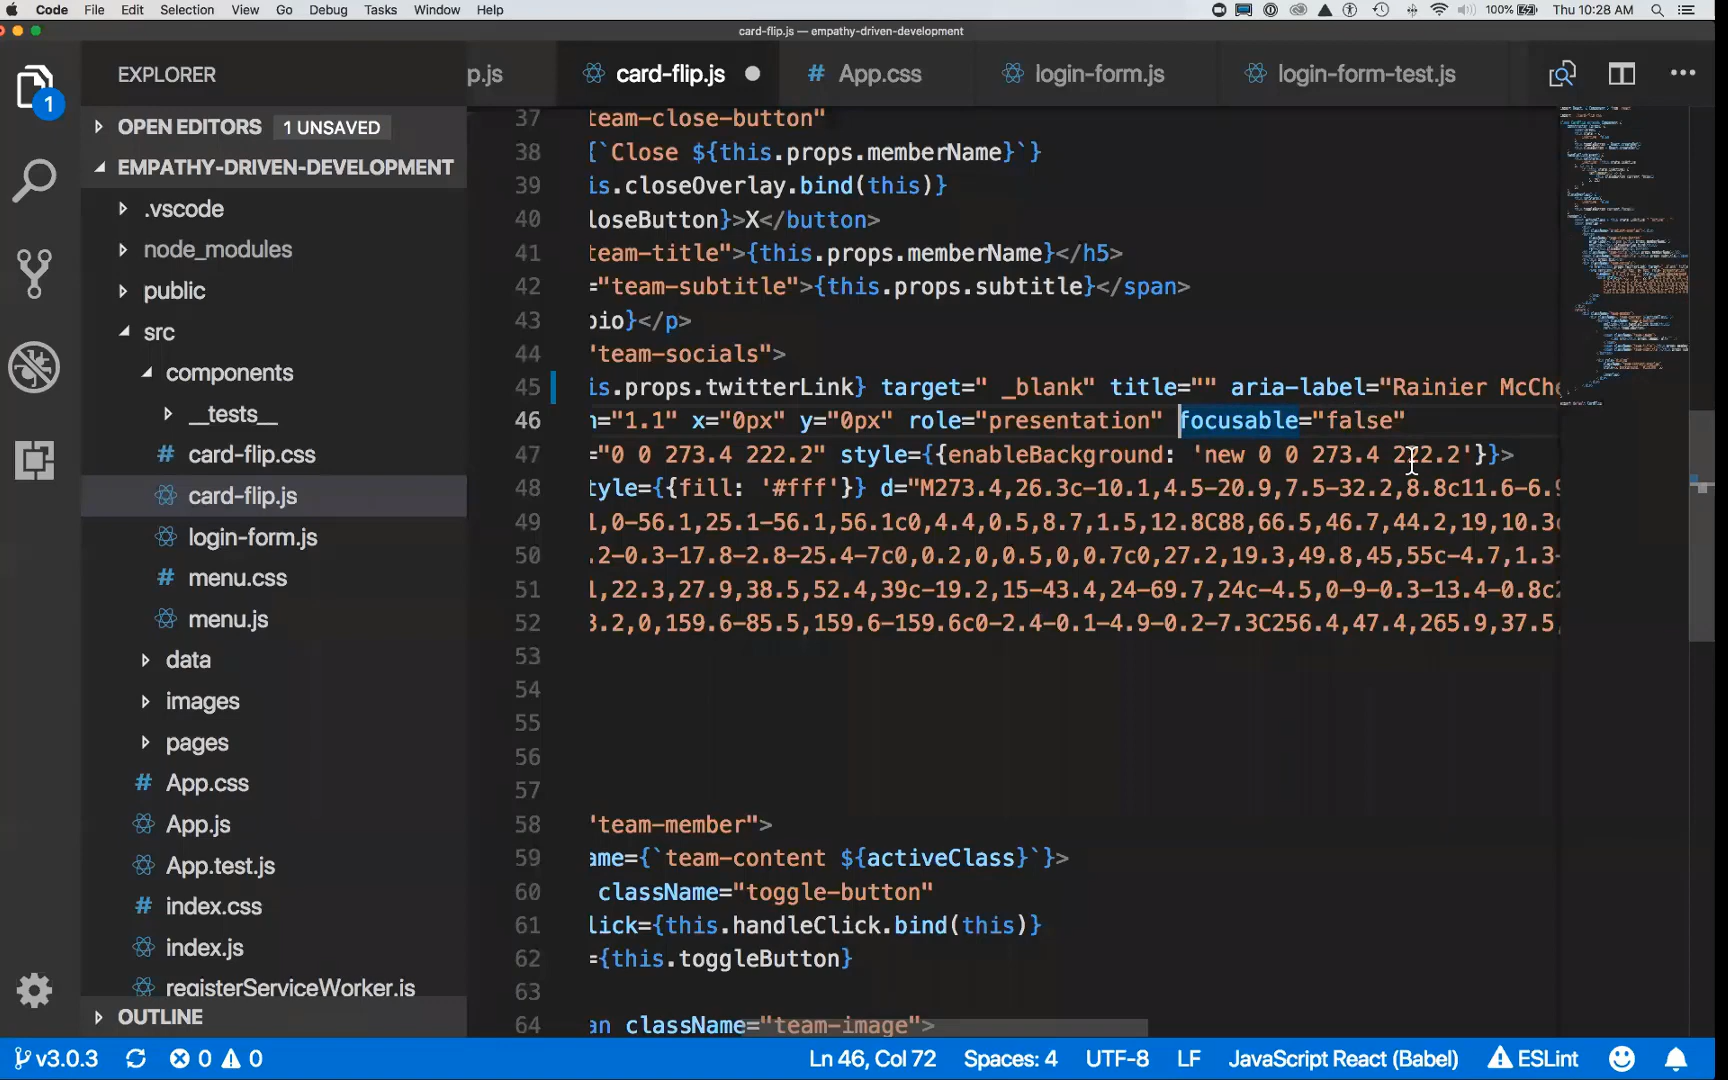 Code File Edit Selection View Go Debug Tasks Window Help 100% Thu 10:28 AM
card-flip.js — empathy-driven-development
EXPLORER
p.js card-flip.js # App.css login-form.js login-form-test.js
1
OPEN EDITORS 1 UNSAVED
EMPATHY-DRIVEN-DEVELOPMENT
.vscode
node_modules
public
src
components
__tests__
# card-flip.css
card-flip.js
login-form.js
# menu.css
menu.js
data
images
pages
# App.css
App.js
App.test.js
# index.css
index.js
registerServiceWorker.js
OUTLINE
37 team-close-button"
38 {`Close ${this.props.memberName}`}
39 is.closeOverlay.bind(this)}
40 loseButton}>X</button>
41 team-title">{this.props.memberName}</h5>
42 ="team-subtitle">{this.props.subtitle}</span>
43 bio}</p>
44 "team-socials">
45 is.props.twitterLink} target=" _blank" title="" aria-label="Rainier McChe
46 n="1.1" x="0px" y="0px" role="presentation" focusable="false"
47 ="0 0 273.4 222.2" style={{enableBackground: 'new 0 0 273.4 222.2'}}>
48 tyle={{fill: '#fff'}} d="M273.4,26.3c-10.1,4.5-20.9,7.5-32.2,8.8c11.6-6.9
49 1,0-56.1,25.1-56.1,56.1c0,4.4,0.5,8.7,1.5,12.8C88,66.5,46.7,44.2,19,10.3c
50 .2-0.3-17.8-2.8-25.4-7c0,0.2,0,0.5,0,0.7c0,27.2,19.3,49.8,45,55c-4.7,1.3-
51 1,22.3,27.9,38.5,52.4,39c-19.2,15-43.4,24-69.7,24c-4.5,0-9-0.3-13.4-0.8c2
52 3.2,0,159.6-85.5,159.6-159.6c0-2.4-0.1-4.9-0.2-7.3C256.4,47.4,265.9,37.5,
53
54
55
56
57
58 "team-member">
59 ame={`team-content ${activeClass}`}>
60 className="toggle-button"
61 lick={this.handleClick.bind(this)}
62 ={this.toggleButton}
63
64 an className="team-image">
v3.0.3 0 0 Ln 46, Col 72 Spaces: 4 UTF-8 LF JavaScript React (Babel) ESLint